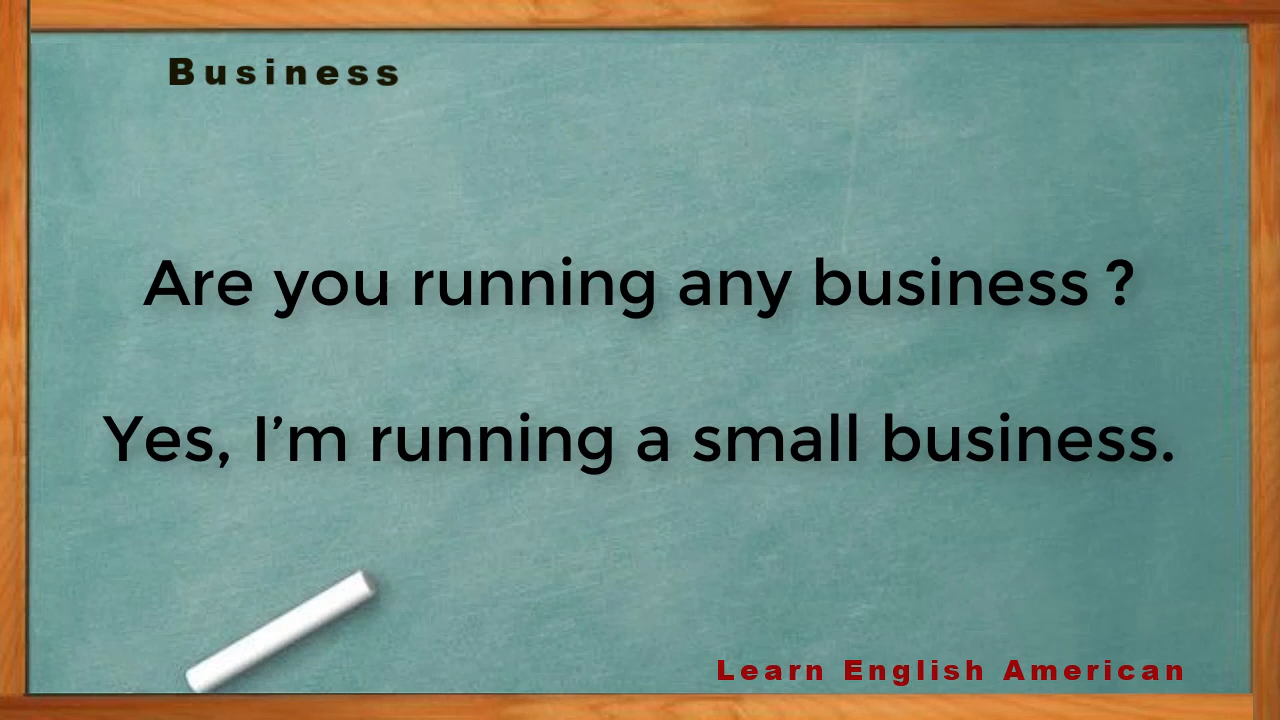 Business
Are you running any business ?
Yes, I’m running a small business.
Learn English American